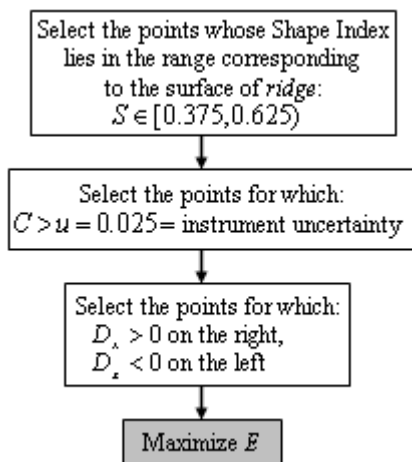 Select the points whose Shape Index
lies in the range corresponding
to the surface of ridge:
S ∈ [0.375,0.625)
Select the points for which:
C > u = 0.025 = instrument uncertainty
Select the points for which:
D > 0 on the right,
D < 0 on the left
Maximize E